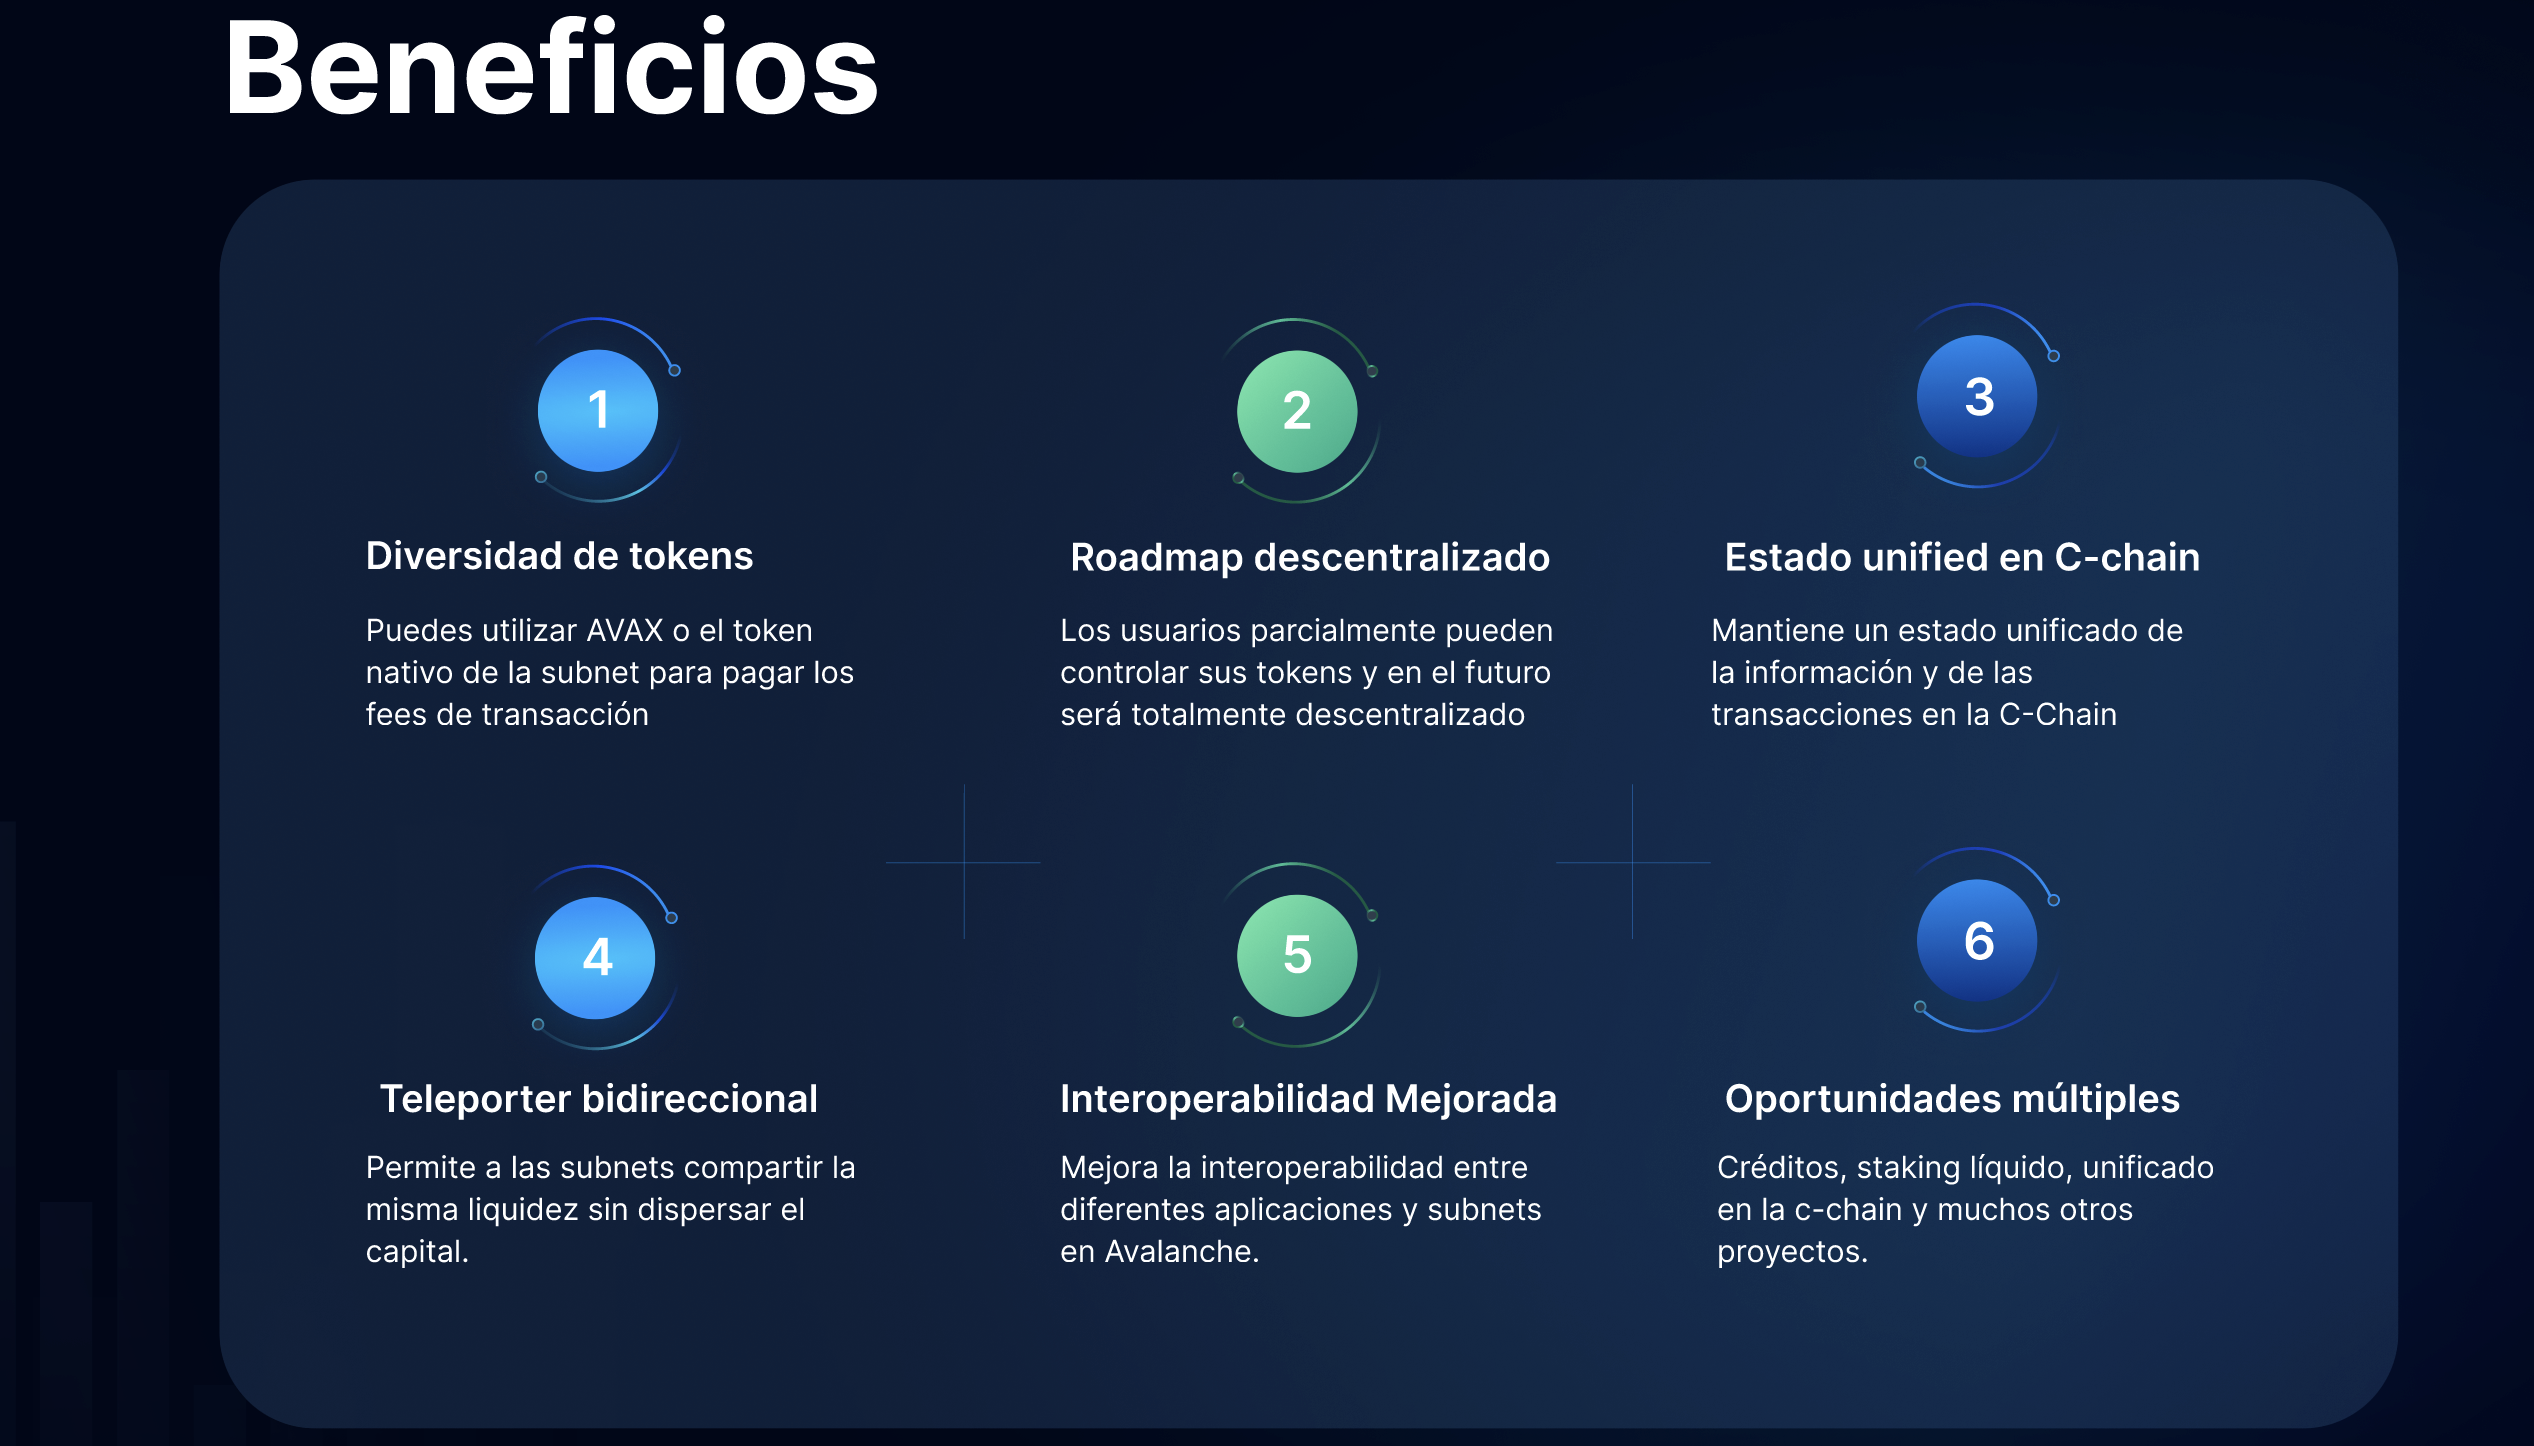 Beneficios
1
Diversidad de tokens
Puedes utilizar AVAX o el token
nativo de la subnet para pagar los
fees de transacción
2
Roadmap descentralizado
Los usuarios parcialmente pueden
controlar sus tokens y en el futuro
será totalmente descentralizado
3
Estado unified en C-chain
Mantiene un estado unificado de
la información y de las
transacciones en la C-Chain
4
Teleporter bidireccional
Permite a las subnets compartir la
misma liquidez sin dispersar el
capital.
5
Interoperabilidad Mejorada
Mejora la interoperabilidad entre
diferentes aplicaciones y subnets
en Avalanche.
6
Oportunidades múltiples
Créditos, staking líquido, unificado
en la c-chain y muchos otros
proyectos.